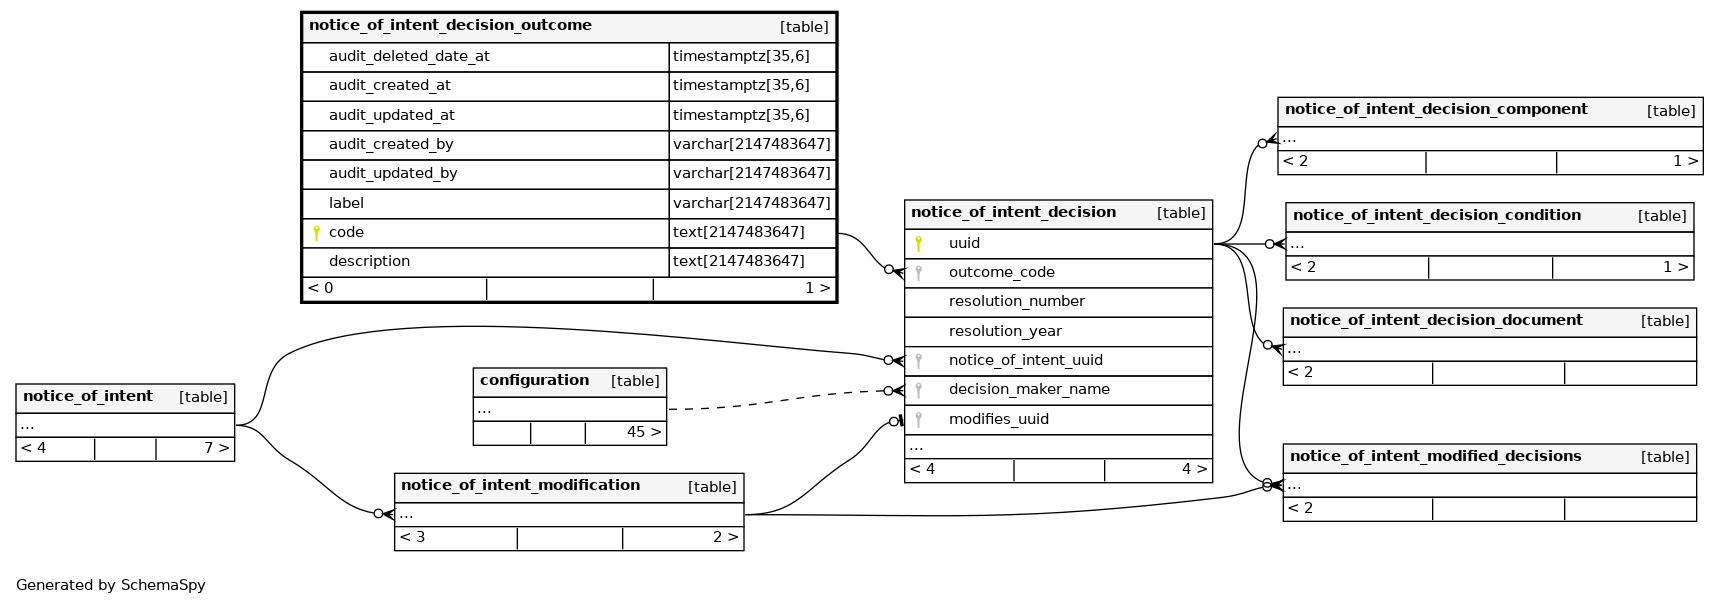 notice_of_intent_decision_outcome [table]
audit_deleted_date_at timestamptz[35,6]
audit_created_at timestamptz[35,6]
audit_updated_at timestamptz[35,6]
audit_created_by varchar[2147483647]
audit_updated_by varchar[2147483647]
label varchar[2147483647]
code text[2147483647]
description text[2147483647]
< 0 1 >
notice_of_intent [table]
...
< 4 7 >
configuration [table]
...
45 >
notice_of_intent_modification [table]
...
< 3 2 >
notice_of_intent_decision [table]
uuid
outcome_code
resolution_number
resolution_year
notice_of_intent_uuid
decision_maker_name
modifies_uuid
...
< 4 4 >
notice_of_intent_decision_component [table]
...
< 2 1 >
notice_of_intent_decision_condition [table]
...
< 2 1 >
notice_of_intent_decision_document [table]
...
< 2
notice_of_intent_modified_decisions [table]
...
< 2
Generated by SchemaSpy